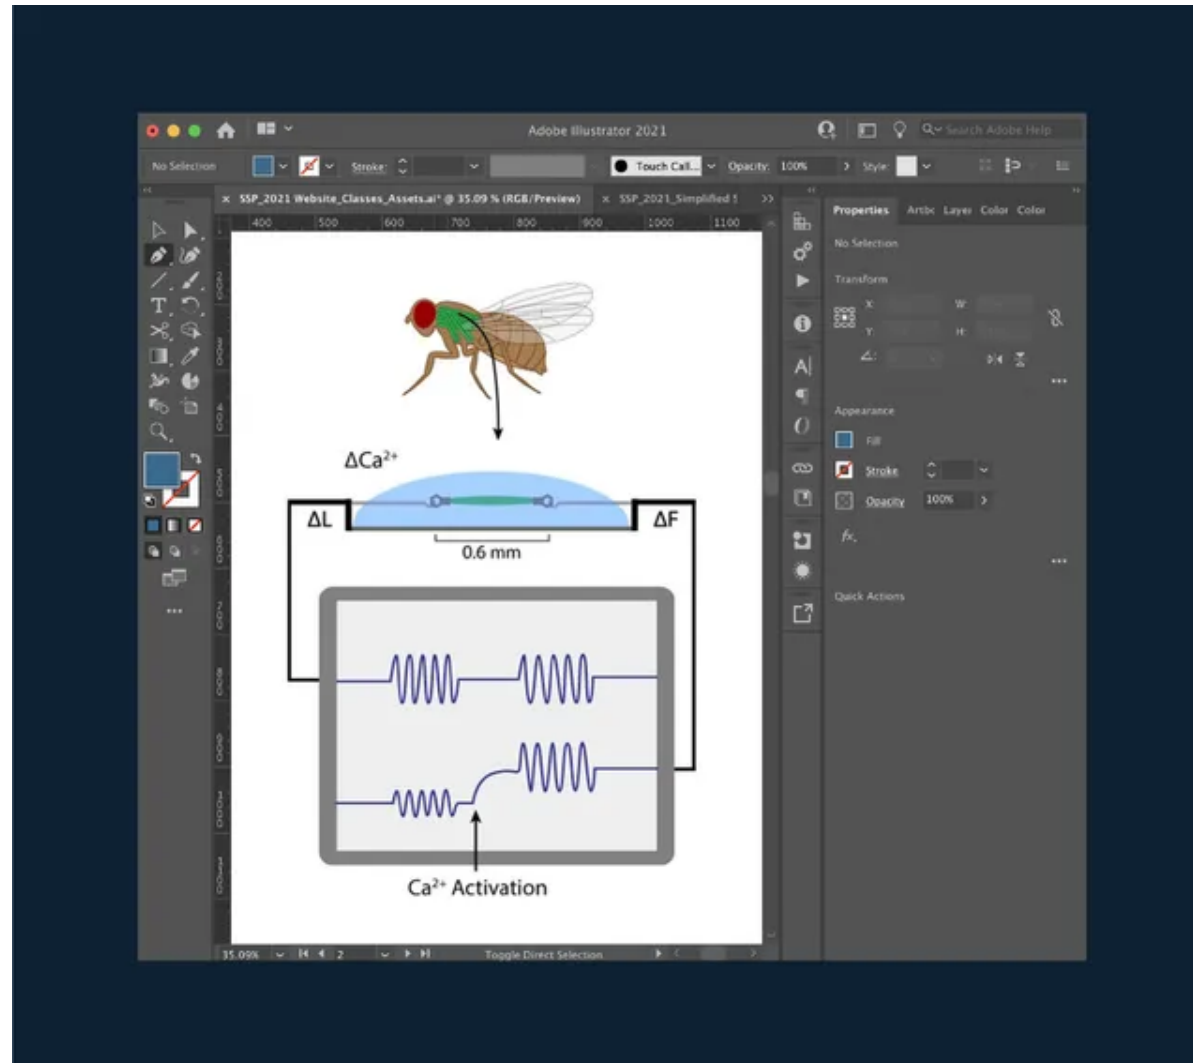 Adobe Illustrator 2021
Search Adobe Help
No Selection
Stroke:
Touch Call...
Opacity: 100%
Style:
× SSP_2021 Website_Classes_Assets.ai* @ 35.09 % (RGB/Preview)
× SSP_2021_Simplified
400 500 600 700 800 900 1000 1100
Properties Artbc Layer Color Color
No Selection
Transform
X: W:
Y: H:
Appearance
Fill
Stroke
Opacity 100%
fx.
Quick Actions
ΔCa²⁺
ΔL
ΔF
0.6 mm
Ca²⁺ Activation
35.09% 2 Toggle Direct Selection